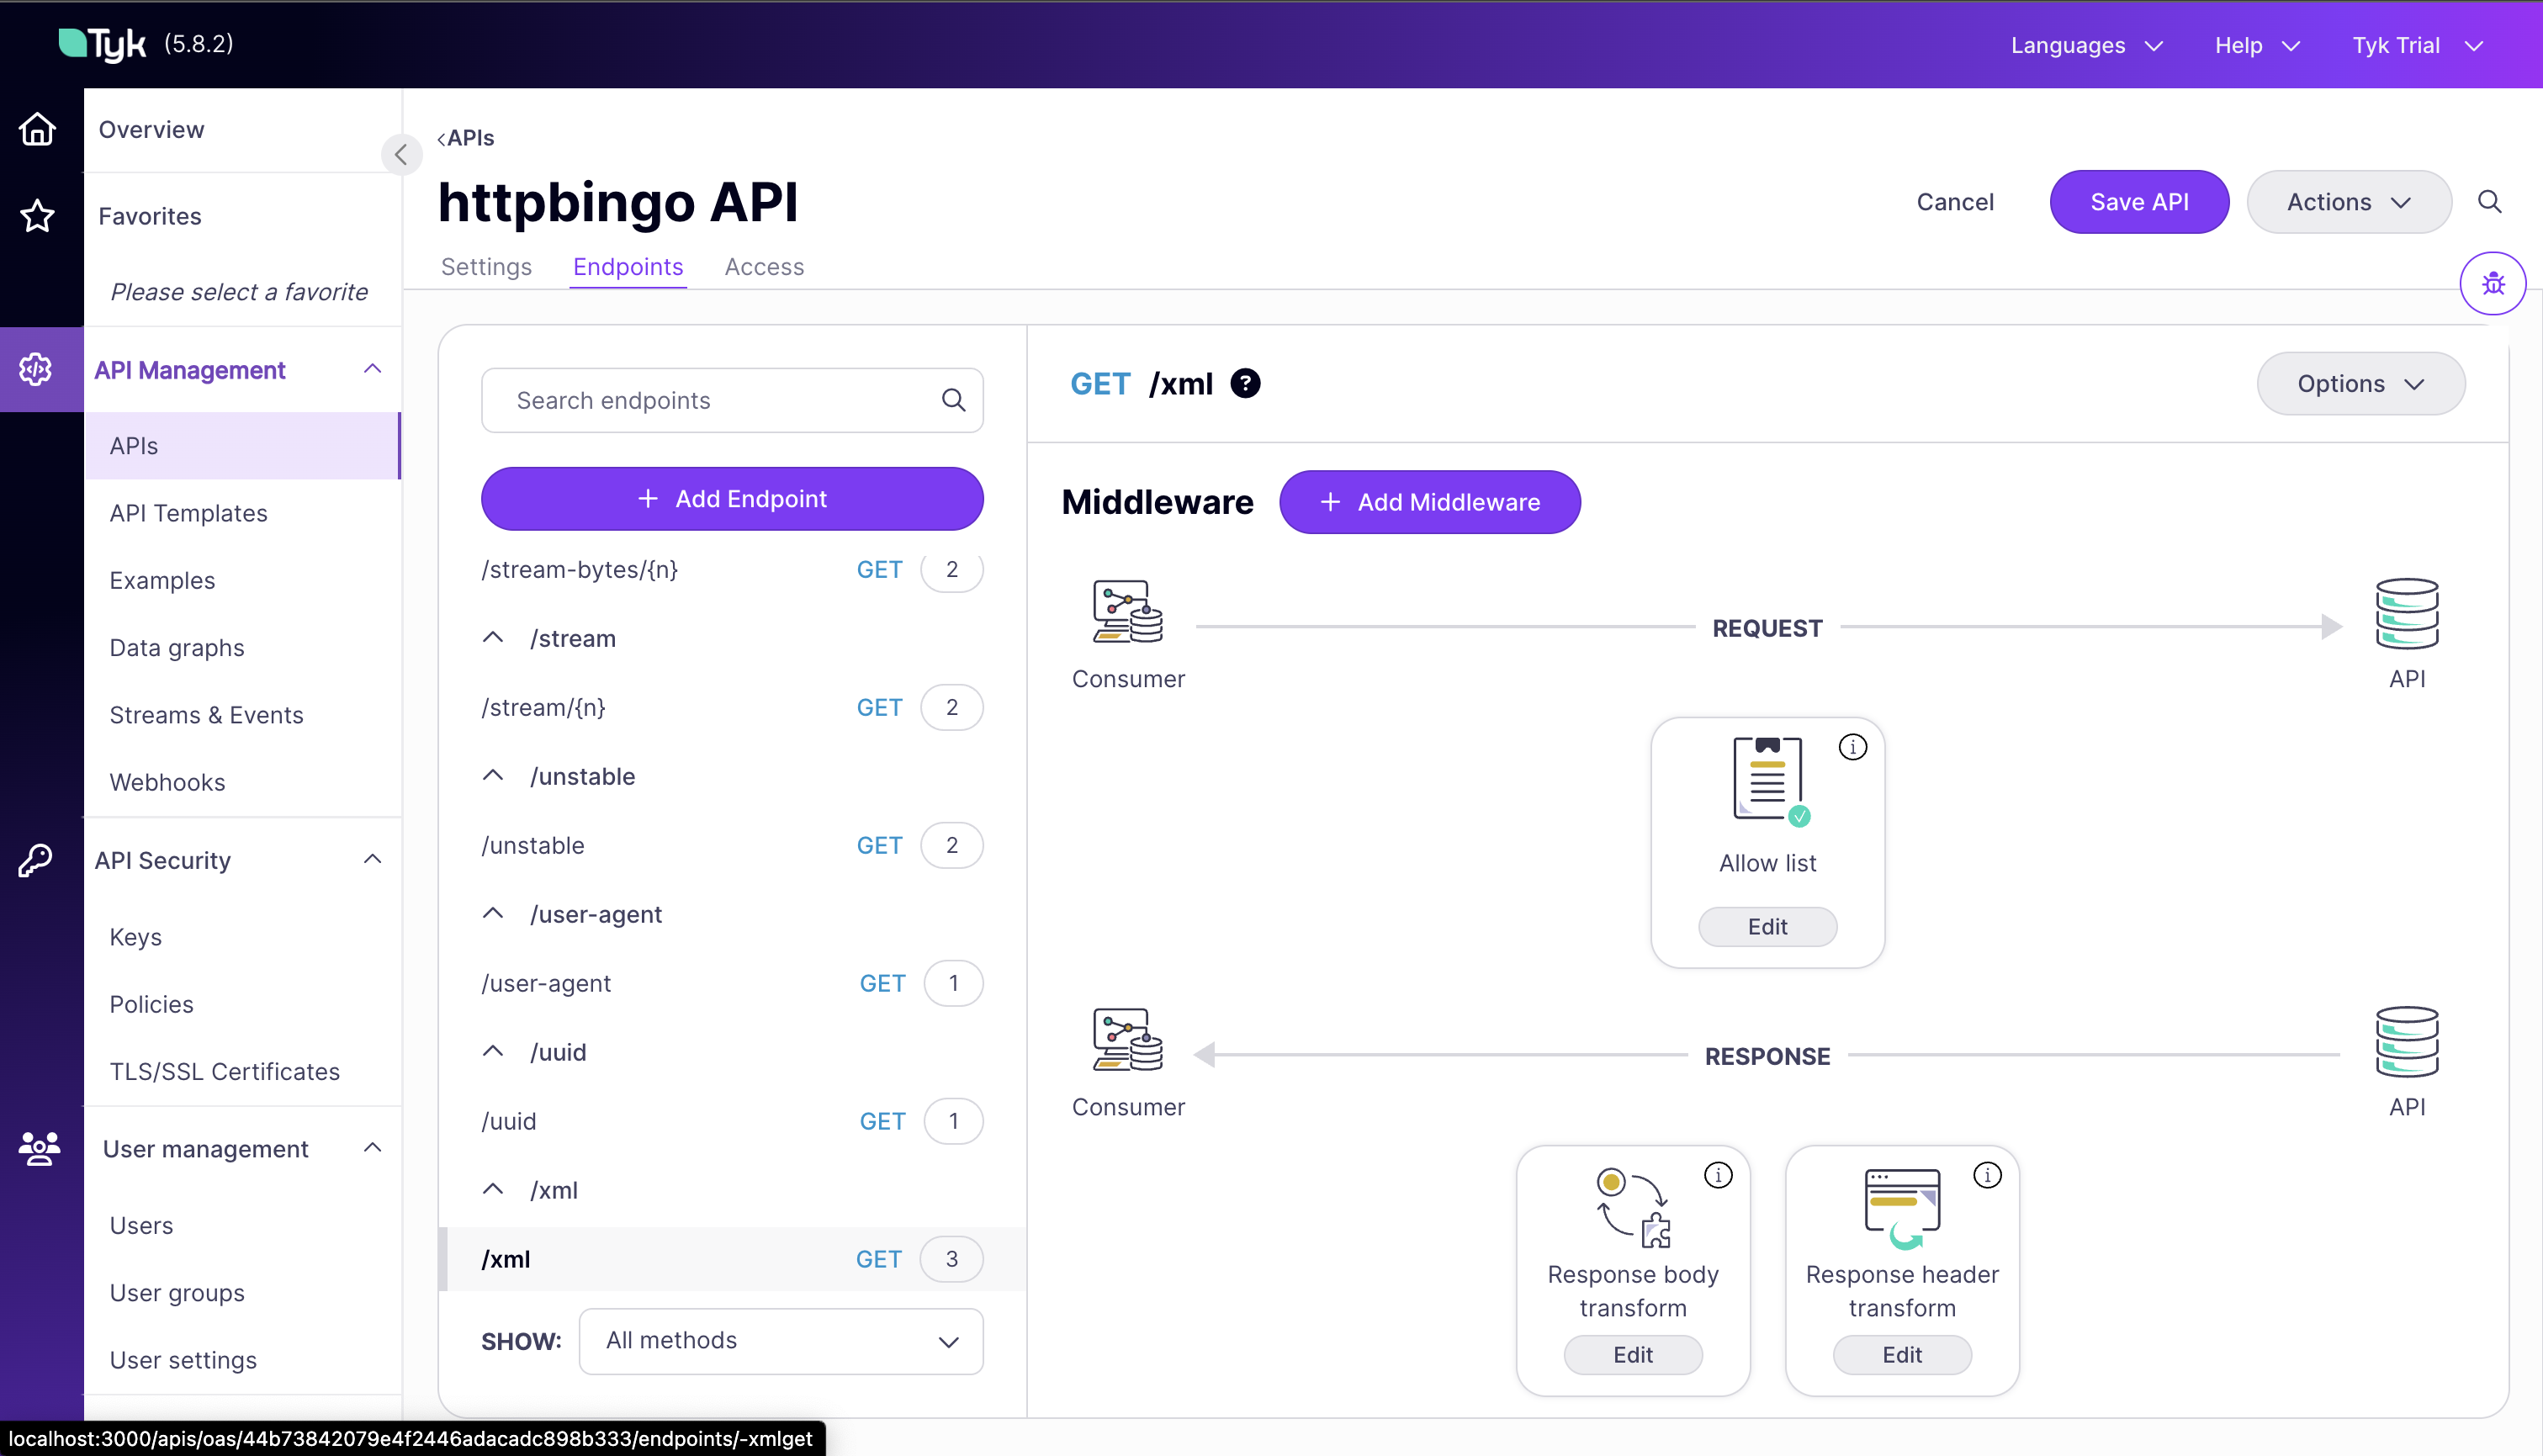 Tyk (5.8.2)
Languages
Help
Tyk Trial
Overview
Favorites
Please select a favorite
API Management
APIs
API Templates
Examples
Data graphs
Streams & Events
Webhooks
API Security
Keys
Policies
TLS/SSL Certificates
User management
Users
User groups
User settings
APIs
httpbingo API
Cancel
Save API
Actions
Settings
Endpoints
Access
Search endpoints
+ Add Endpoint
/stream-bytes/{n} GET 2
/stream
/stream/{n} GET 2
/unstable
/unstable GET 2
/user-agent
/user-agent GET 1
/uuid
/uuid GET 1
/xml
/xml GET 3
SHOW: All methods
GET /xml ?
Options
Middleware
+ Add Middleware
REQUEST
Consumer
API
i
Allow list
Edit
RESPONSE
Consumer
API
i
Response body
transform
Edit
i
Response header
transform
Edit
localhost:3000/apis/oas/44b73842079e4f2446adacadc898b333/endpoints/-xmlget